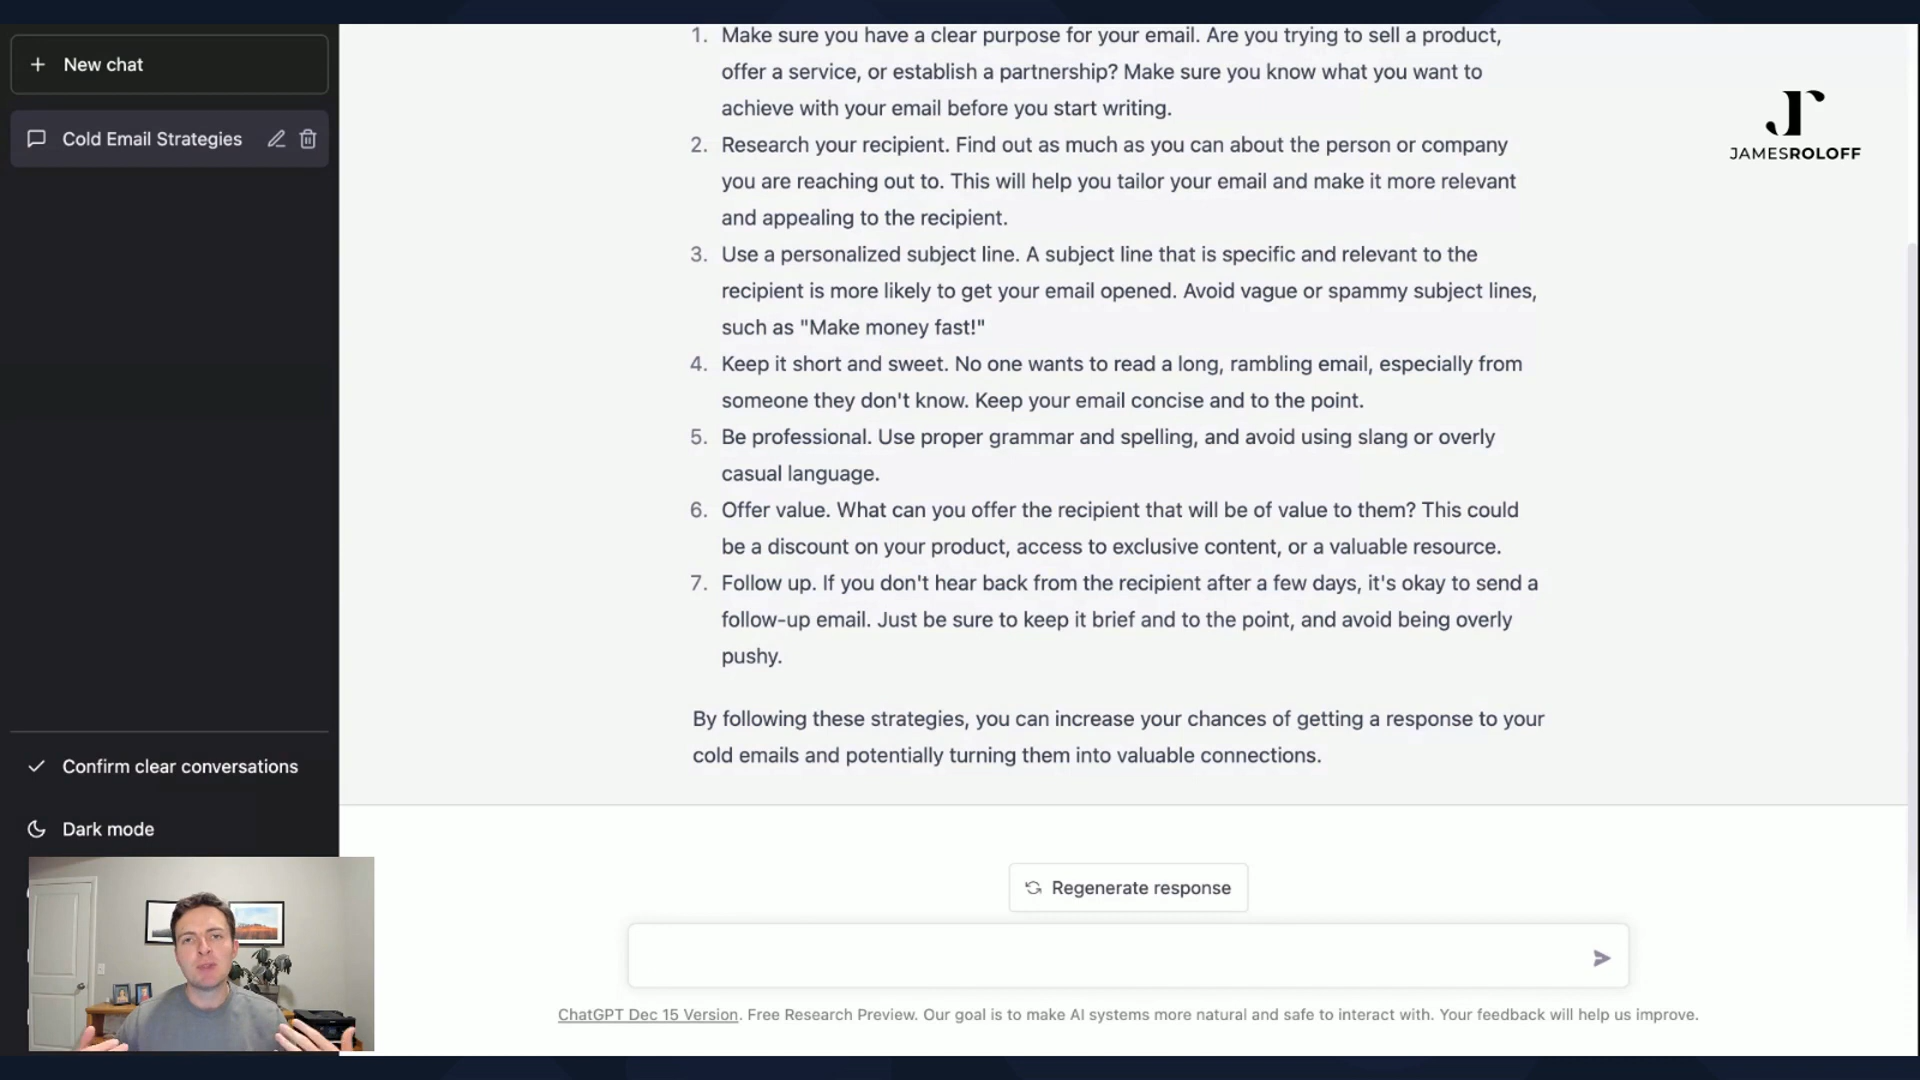 New chat
Cold Email Strategies
Confirm clear conversations
Dark mode
1. Make sure you have a clear purpose for your email. Are you trying to sell a product,
offer a service, or establish a partnership? Make sure you know what you want to
achieve with your email before you start writing.
2. Research your recipient. Find out as much as you can about the person or company
you are reaching out to. This will help you tailor your email and make it more relevant
and appealing to the recipient.
3. Use a personalized subject line. A subject line that is specific and relevant to the
recipient is more likely to get your email opened. Avoid vague or spammy subject lines,
such as "Make money fast!"
4. Keep it short and sweet. No one wants to read a long, rambling email, especially from
someone they don't know. Keep your email concise and to the point.
5. Be professional. Use proper grammar and spelling, and avoid using slang or overly
casual language.
6. Offer value. What can you offer the recipient that will be of value to them? This could
be a discount on your product, access to exclusive content, or a valuable resource.
7. Follow up. If you don't hear back from the recipient after a few days, it's okay to send a
follow-up email. Just be sure to keep it brief and to the point, and avoid being overly
pushy.
By following these strategies, you can increase your chances of getting a response to your
cold emails and potentially turning them into valuable connections.
Regenerate response
ChatGPT Dec 15 Version. Free Research Preview. Our goal is to make AI systems more natural and safe to interact with. Your feedback will help us improve.
Jr
JAMESROLOFF